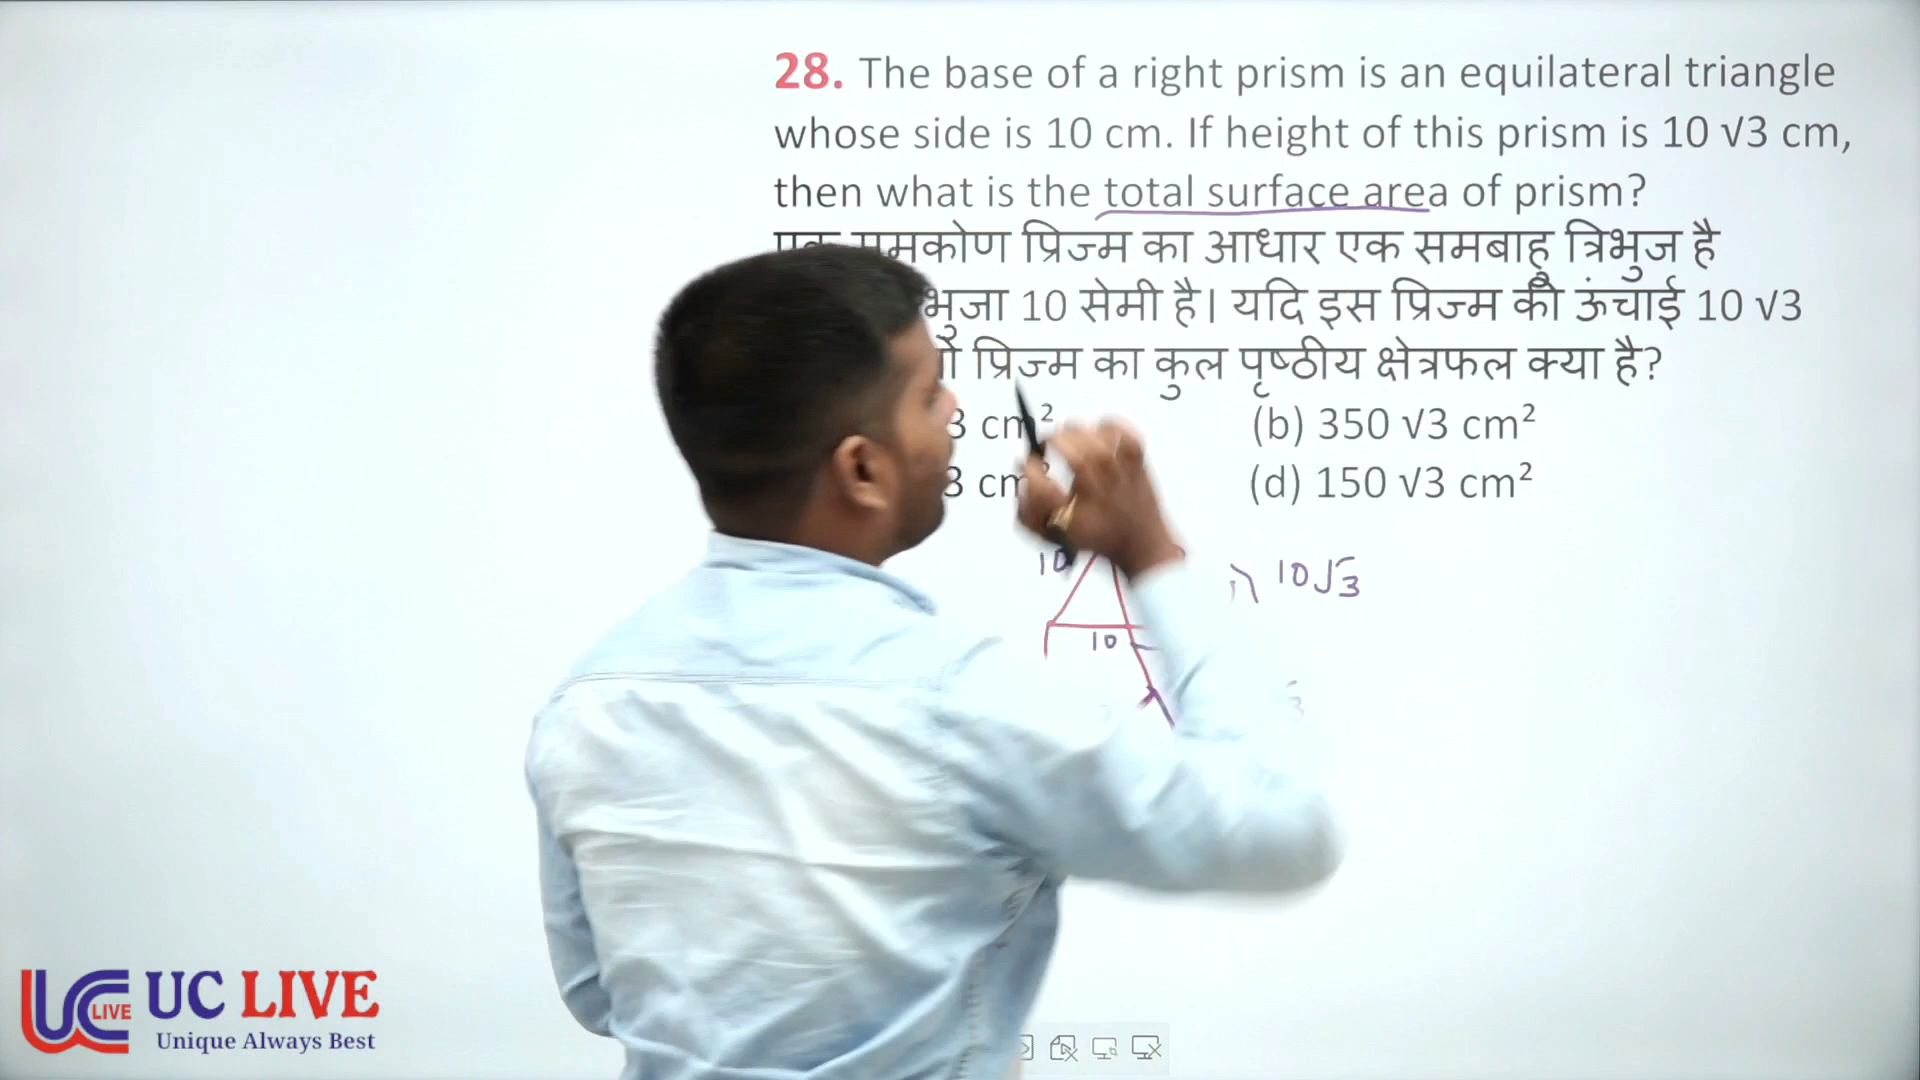 28. The base of a right prism is an equilateral triangle
whose side is 10 cm. If height of this prism is 10 √3 cm,
then what is the total surface area of prism?
समकोण प्रिज्म का आधार एक समबाहु त्रिभुज है
भुजा 10 सेमी है। यदि इस प्रिज्म की ऊंचाई 10 √3
प्रिज्म का कुल पृष्ठीय क्षेत्रफल क्या है?
3 cm² (b) 350 √3 cm²
3 cm² (d) 150 √3 cm²
10 10√3
10
UC LIVE
LIVE
Unique Always Best